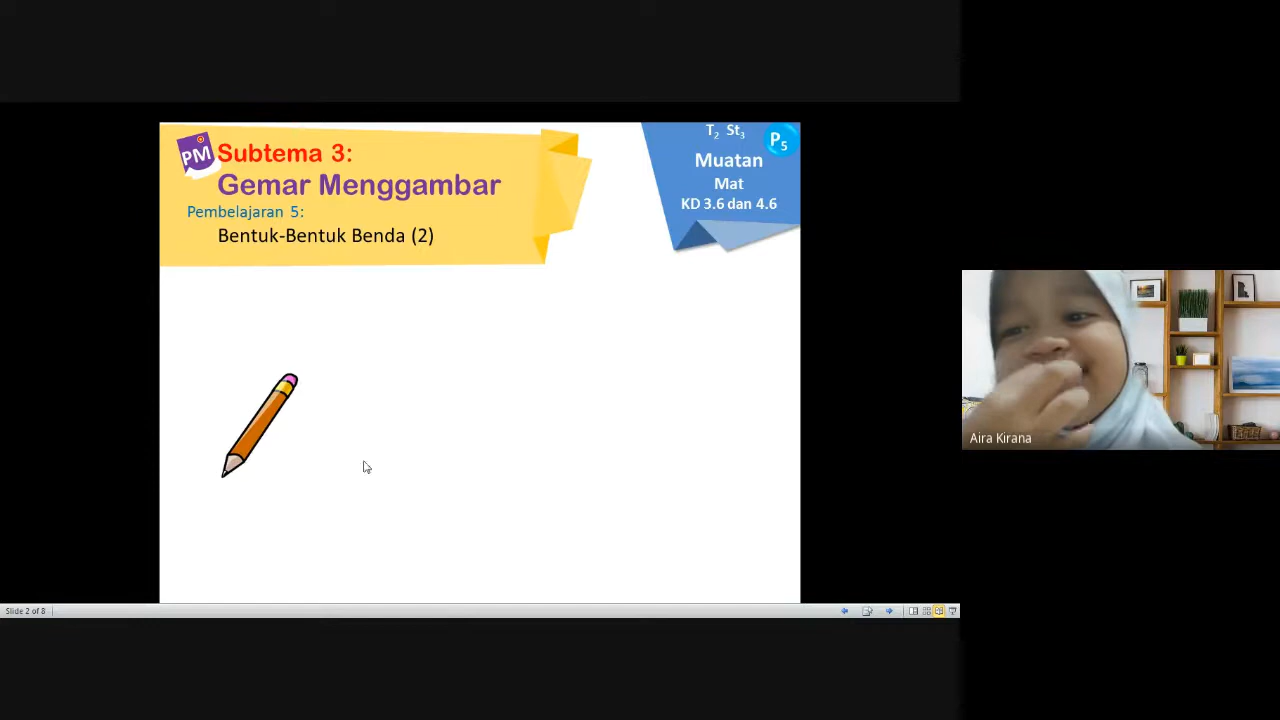 PM
Subtema 3:
Gemar Menggambar
Pembelajaran 5:
Bentuk-Bentuk Benda (2)
T2 St3
P5
Muatan
Mat
KD 3.6 dan 4.6
Aira Kirana
Slide 2 of 8